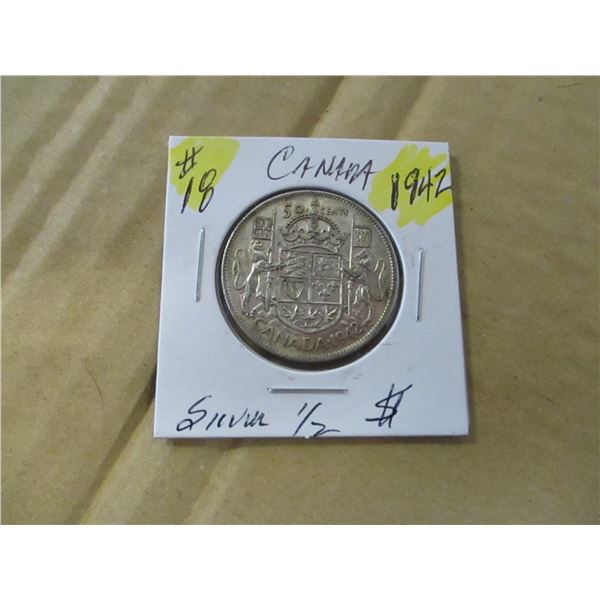 # 18
CANADA
1942
50 CENTS
CANADA 1942
SILVER 1/2 $